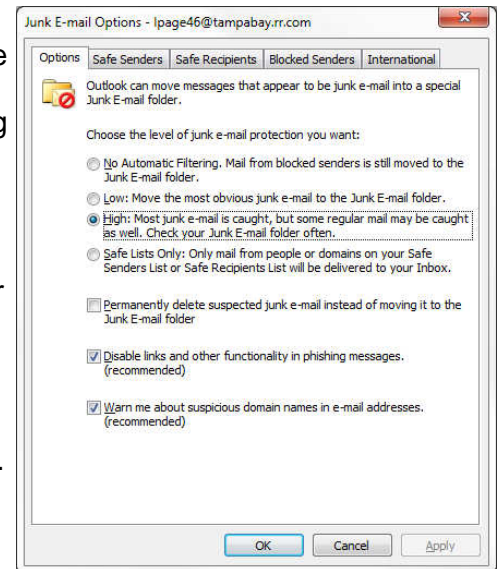 Junk E-mail Options - lpage46@tampabay.rr.com
Options Safe Senders Safe Recipients Blocked Senders International
Outlook can move messages that appear to be junk e-mail into a special
Junk E-mail folder.
Choose the level of junk e-mail protection you want:
No Automatic Filtering. Mail from blocked senders is still moved to the
Junk E-mail folder.
Low: Move the most obvious junk e-mail to the Junk E-mail folder.
High: Most junk e-mail is caught, but some regular mail may be caught
as well. Check your Junk E-mail folder often.
Safe Lists Only: Only mail from people or domains on your Safe
Senders List or Safe Recipients List will be delivered to your Inbox.
Permanently delete suspected junk e-mail instead of moving it to the
Junk E-mail folder
Disable links and other functionality in phishing messages.
(recommended)
Warn me about suspicious domain names in e-mail addresses.
(recommended)
OK Cancel Apply